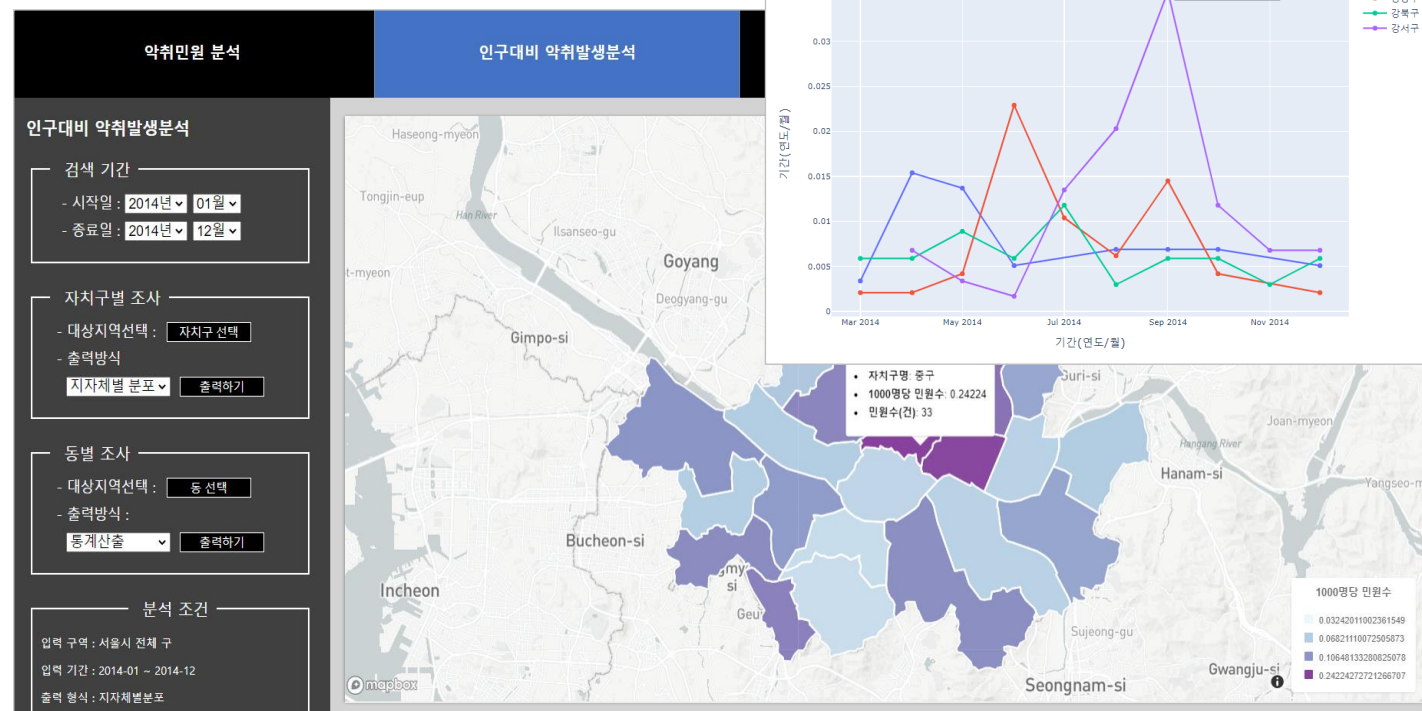 악취민원 분석
인구대비 악취발생분석
인구대비 악취발생분석
검색 기간
- 시작일 : 2014년 01월
- 종료일 : 2014년 12월
자치구별 조사
- 대상지역선택 : 자치구 선택
- 출력방식
지자체별 분포 출력하기
동별 조사
- 대상지역선택 : 동 선택
- 출력방식 :
통계산출 출력하기
분석 조건
입력 구역 : 서울시 전체 구
입력 기간 : 2014-01 ~ 2014-12
출력 형식 : 지자체별분포
강북구
강서구
0.03
0.025
0.02
0.015
0.01
0.005
0
기간(연도/월)
Mar 2014
May 2014
Jul 2014
Sep 2014
Nov 2014
기간(연도/월)
Haseong-myeon
Tongjin-eup
Han River
Ilsanseo-gu
Goyang
t-myeon
Deogyang-gu
Gimpo-si
• 자치구명: 중구
• 1000명당 민원수: 0.24224
• 민원수(건): 33
Guri-si
Joan-myeon
Hangang River
Hanam-si
Yangseo-m
Bucheon-si
gmy
si
Incheon
Geu
Sujeong-gu
Gwangju-si
Seongnam-si
mapbox
1000명당 민원수
0.03242011002361549
0.06821110072505873
0.10648133280825078
0.24224272721266707